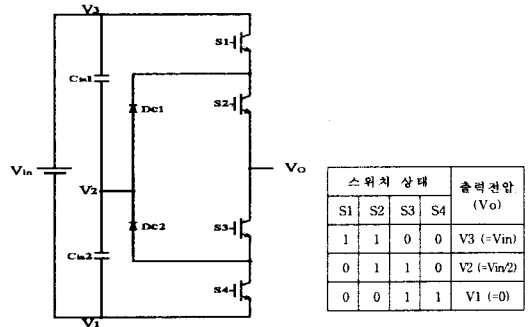 V3
S1
Cin1
Dc1
S2
Vin
V2
VO
Dc2
S3
Cin2
S4
V1
스위치 상태 출력전압 (Vo)
S1 S2 S3 S4
1 1 0 0 V3 (=Vin)
0 1 1 0 V2 (=Vin/2)
0 0 1 1 V1 (=0)